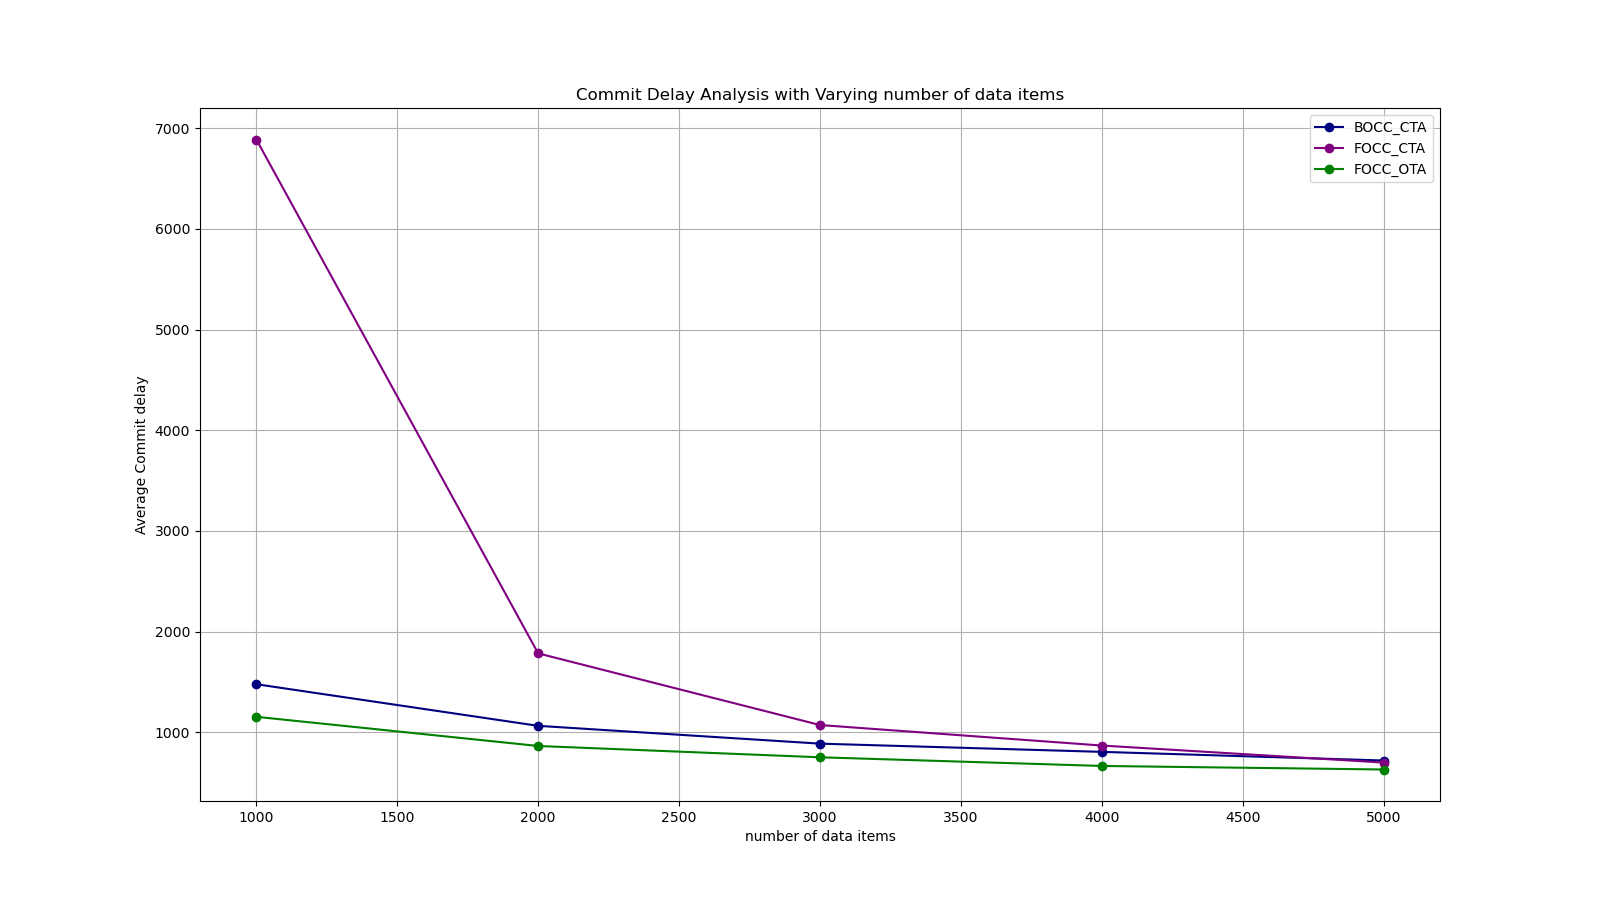 Commit Delay Analysis with Varying number of data items
BOCC_CTA
FOCC_CTA
FOCC_OTA
7000
6000
5000
4000
3000
2000
1000
Average Commit delay
1000 1500 2000 2500 3000 3500 4000 4500 5000
number of data items